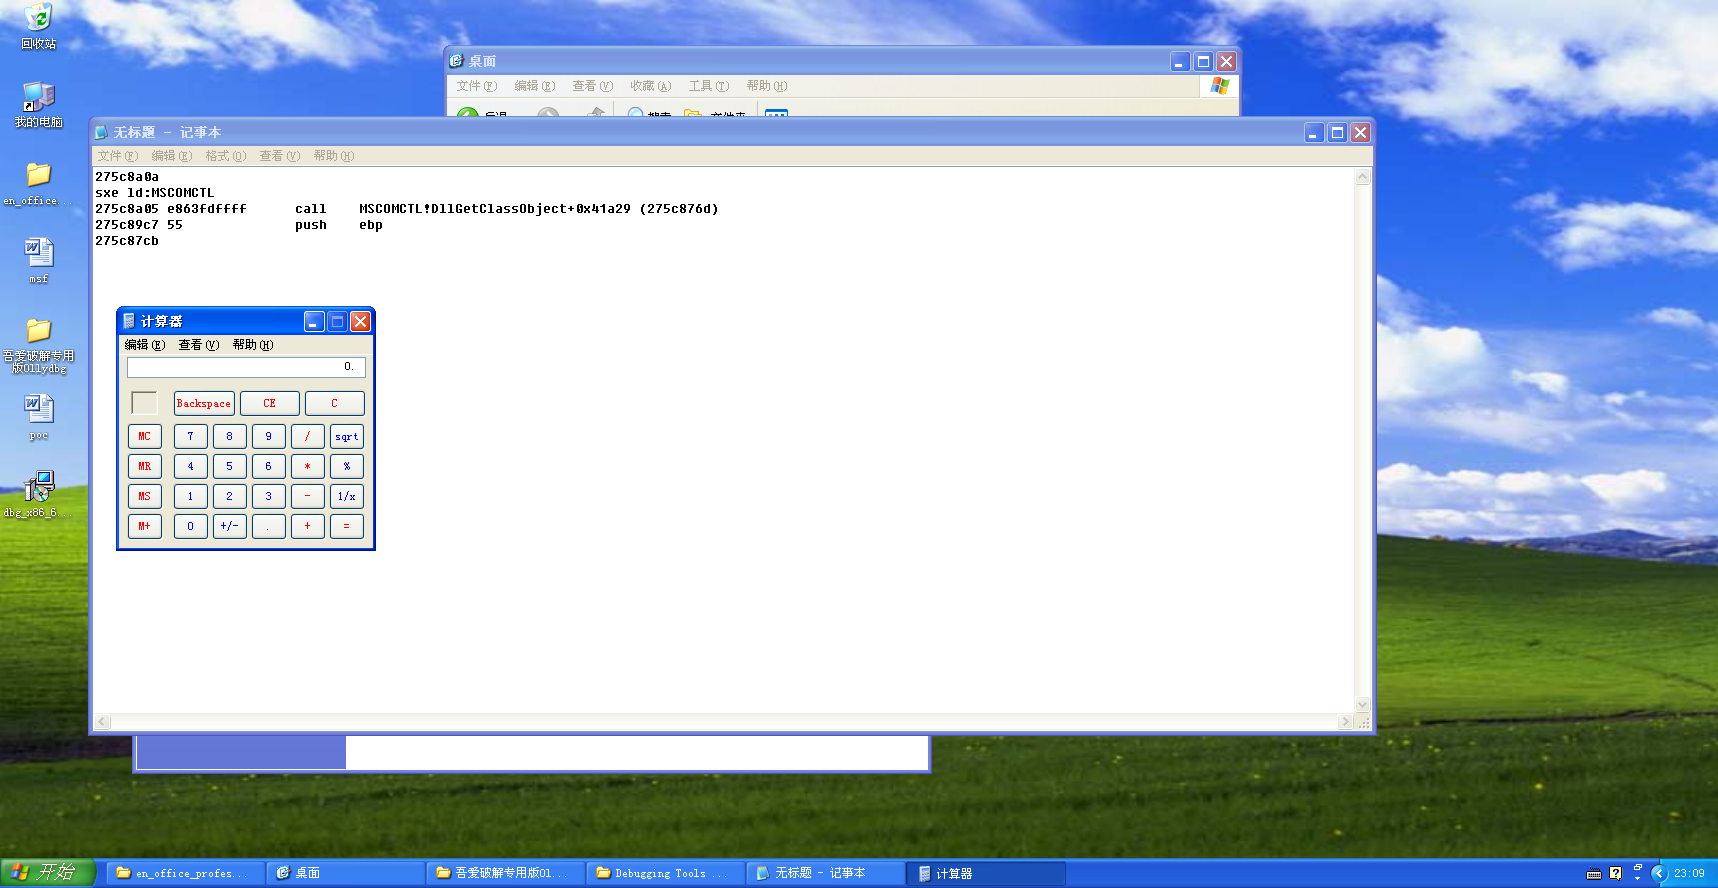 回收站
我的电脑
en_office...
msf
吾爱破解专用
版Ollydbg
poc
dbg_x86_6...
桌面
文件(F) 编辑(E) 查看(V) 收藏(A) 工具(T) 帮助(H)
无标题 - 记事本
文件(F) 编辑(E) 格式(O) 查看(V) 帮助(H)
275c8a0a
sxe ld:MSCOMCTL
275c8a05 e863fdffff call MSCOMCTL!DllGetClassObject+0x41a29 (275c876d)
275c89c7 55 push ebp
275c87cb
计算器
编辑(E) 查看(V) 帮助(H)
0.
Backspace CE C
MC 7 8 9 / sqrt
MR 4 5 6 * %
MS 1 2 3 - 1/x
M+ 0 +/- . + =
开始 en_office_profes... 桌面 吾爱破解专用版Ol... Debugging Tools ... 无标题 - 记事本 计算器 23:09